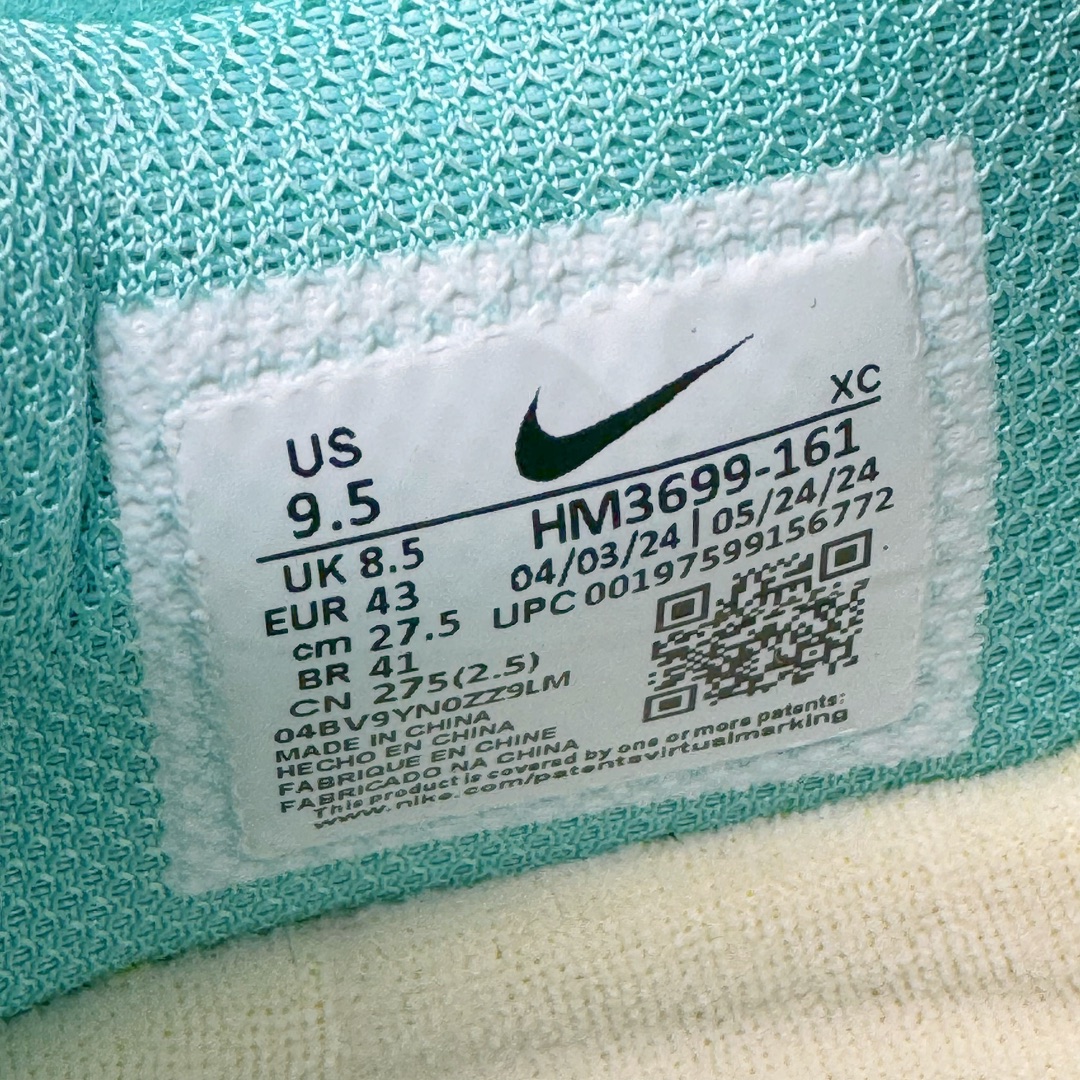 US
9.5
XC
HM3699-161
04/03/24 | 05/24/24
UPC 00197599156772
UK 8.5
EUR 43
cm 27.5
BR 41
CN 275(2.5)
04BV9YN0ZZ9LM
MADE IN CHINA
HECHO EN CHINA
FABRIQUE EN CHINE
FABRICADO NA CHINA
This product is covered by one or more patents:
www.nike.com/patentsvirtualmarking